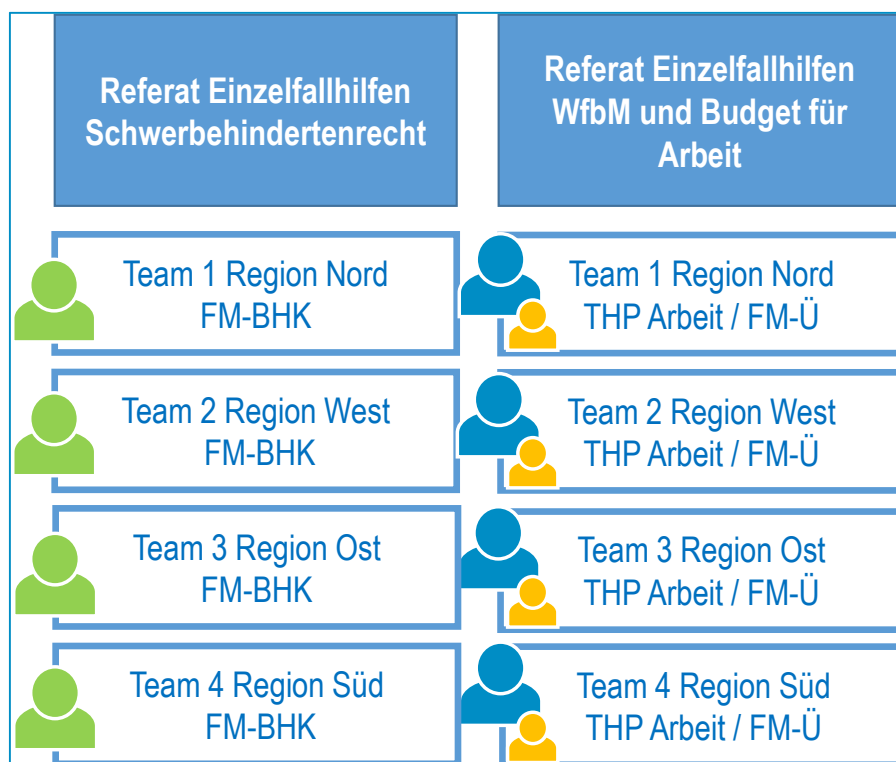 Referat Einzelfallhilfen
Schwerbehindertenrecht
Team 1 Region Nord
FM-BHK
Team 2 Region West
FM-BHK
Team 3 Region Ost
FM-BHK
Team 4 Region Süd
FM-BHK
Referat Einzelfallhilfen
WfbM und Budget für
Arbeit
Team 1 Region Nord
THP Arbeit / FM-Ü
Team 2 Region West
THP Arbeit / FM-Ü
Team 3 Region Ost
THP Arbeit / FM-Ü
Team 4 Region Süd
THP Arbeit / FM-Ü